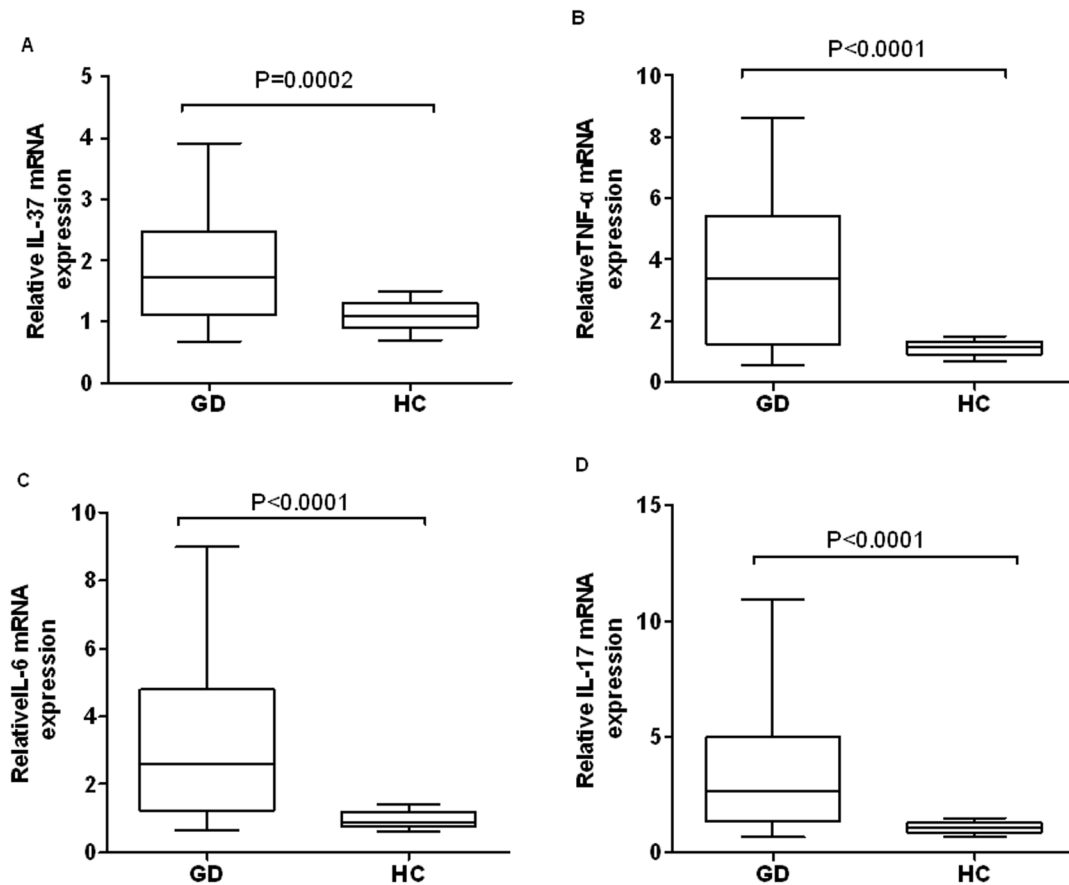 A
P=0.0002
Relative IL-37 mRNA
expression
5
4
3
2
1
0
GD HC
B
P<0.0001
RelativeTNF-α mRNA
expression
10
8
6
4
2
0
GD HC
C
P<0.0001
RelativeIL-6 mRNA
expression
10
8
6
4
2
0
GD HC
D
P<0.0001
Relative IL-17 mRNA
expression
15
10
5
0
GD HC